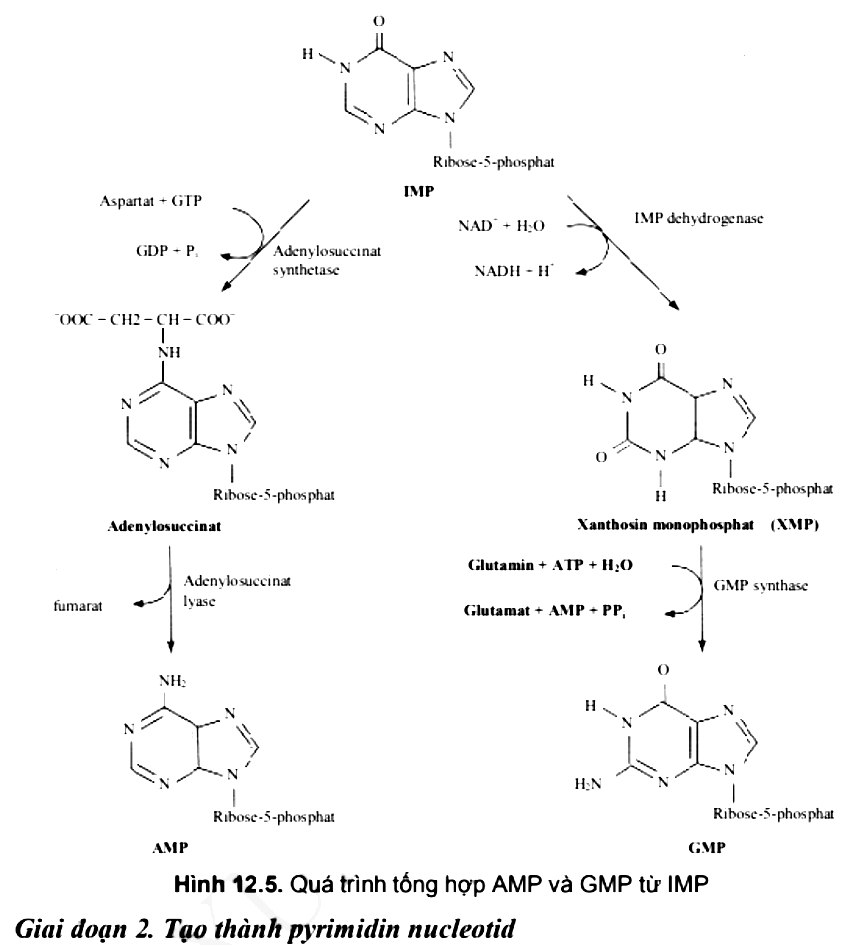 O
H
N
N
N
N
Ribose-5-phosphat
IMP
Aspartat + GTP
GDP + Pi
Adenylosuccinat
synthetase
NAD+ + H2O
NADH + H+
IMP dehydrogenase
-OOC - CH2 - CH - COO-
NH
N
N
N
N
Ribose-5-phosphat
Adenylosuccinat
O
H
N
N
O
N
N
H
Ribose-5-phosphat
Xanthosin monophosphat (XMP)
fumarat
Adenylosuccinat
lyase
Glutamin + ATP + H2O
Glutamat + AMP + PPi
GMP synthase
NH2
N
N
N
N
Ribose-5-phosphat
AMP
O
H
N
N
H2N
N
N
Ribose-5-phosphat
GMP
Hình 12.5. Quá trình tổng hợp AMP và GMP từ IMP
Giai đoạn 2. Tạo thành pyrimidin nucleotid